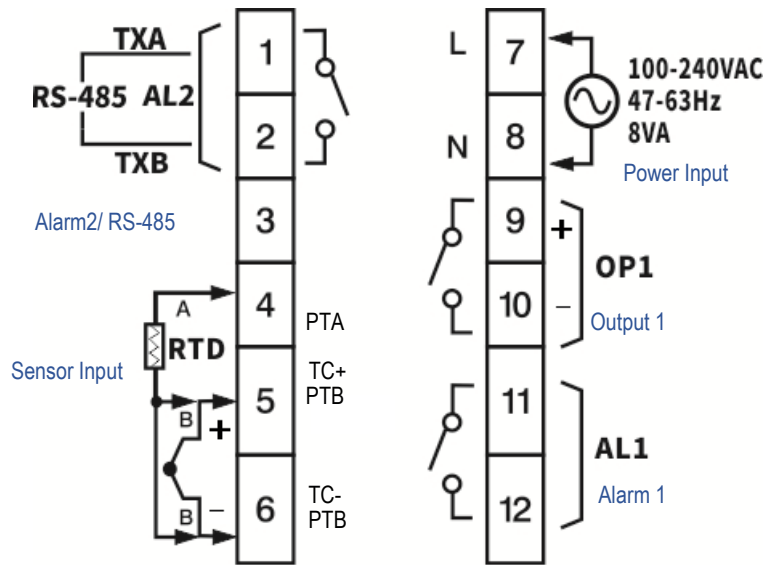 TXA
RS-485 AL2
TXB
Alarm2/ RS-485
1
2
3
4
5
6
A
PTA
RTD
Sensor Input
TC+
PTB
B
+
B
–
TC-
PTB
L
N
7
8
9
10
11
12
100-240VAC
47-63Hz
8VA
Power Input
+
OP1
–
Output 1
AL1
Alarm 1